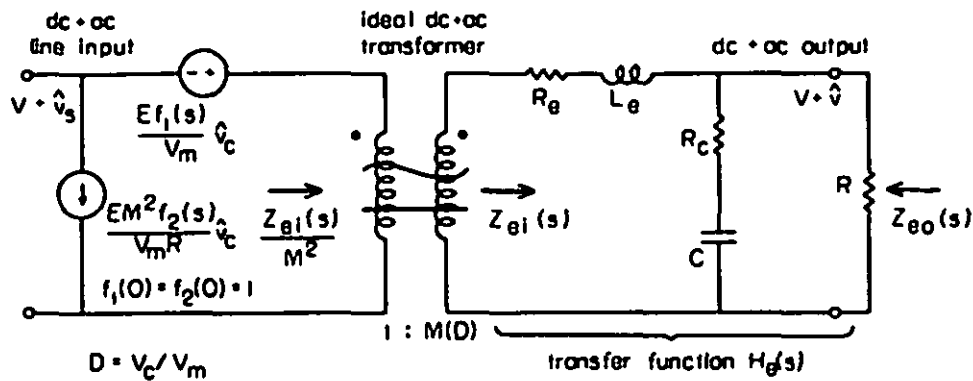 dc + ac
line input
ideal dc+ac
transformer
dc + ac output
V + v̂s
- +
Ef₁(s)/Vm v̂c
Re
Le
V + v̂
Rc
R
EM²f₂(s)/VmR v̂c
Zei(s)/M²
Zei(s)
Zeo(s)
C
f₁(0) = f₂(0) = 1
1 : M(D)
D = Vc/Vm
transfer function He(s)